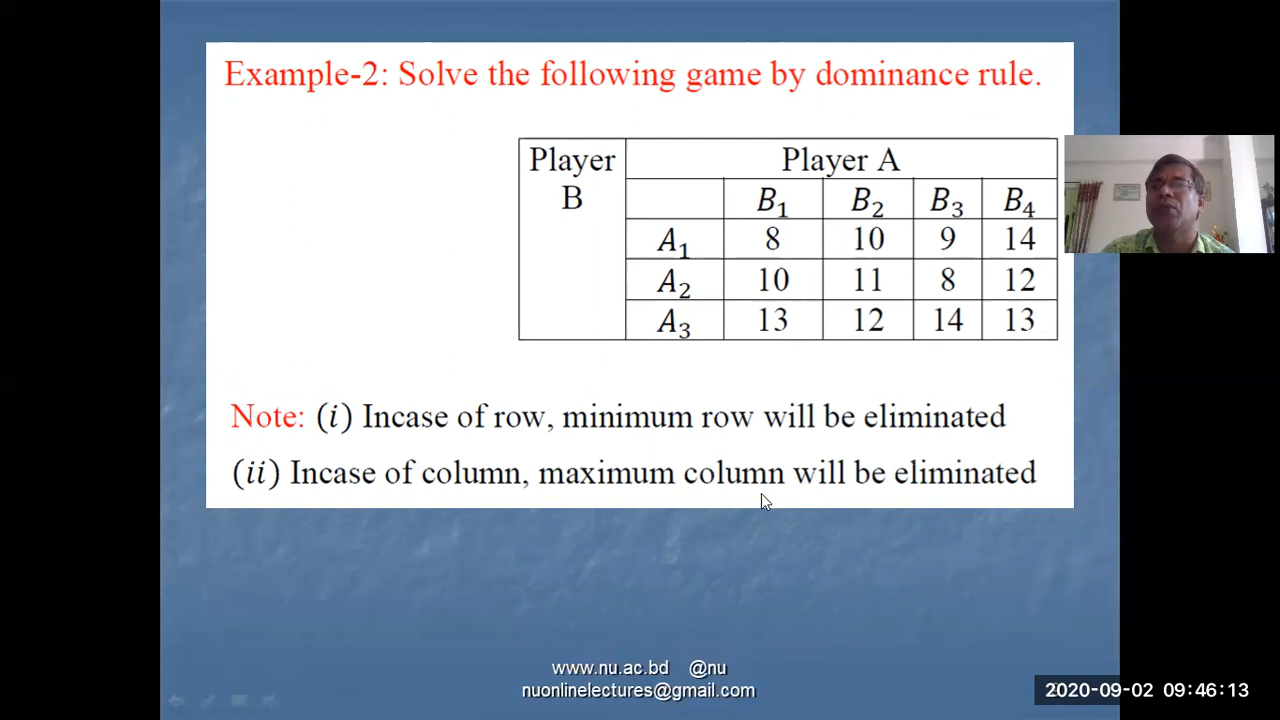 Example-2: Solve the following game by dominance rule.
Player B Player A
B₁ B₂ B₃ B₄
A₁ 8 10 9 14
A₂ 10 11 8 12
A₃ 13 12 14 13
Note: (i) Incase of row, minimum row will be eliminated
(ii) Incase of column, maximum column will be eliminated
www.nu.ac.bd @nu
nuonlinelectures@gmail.com
2020-09-02 09:46:13